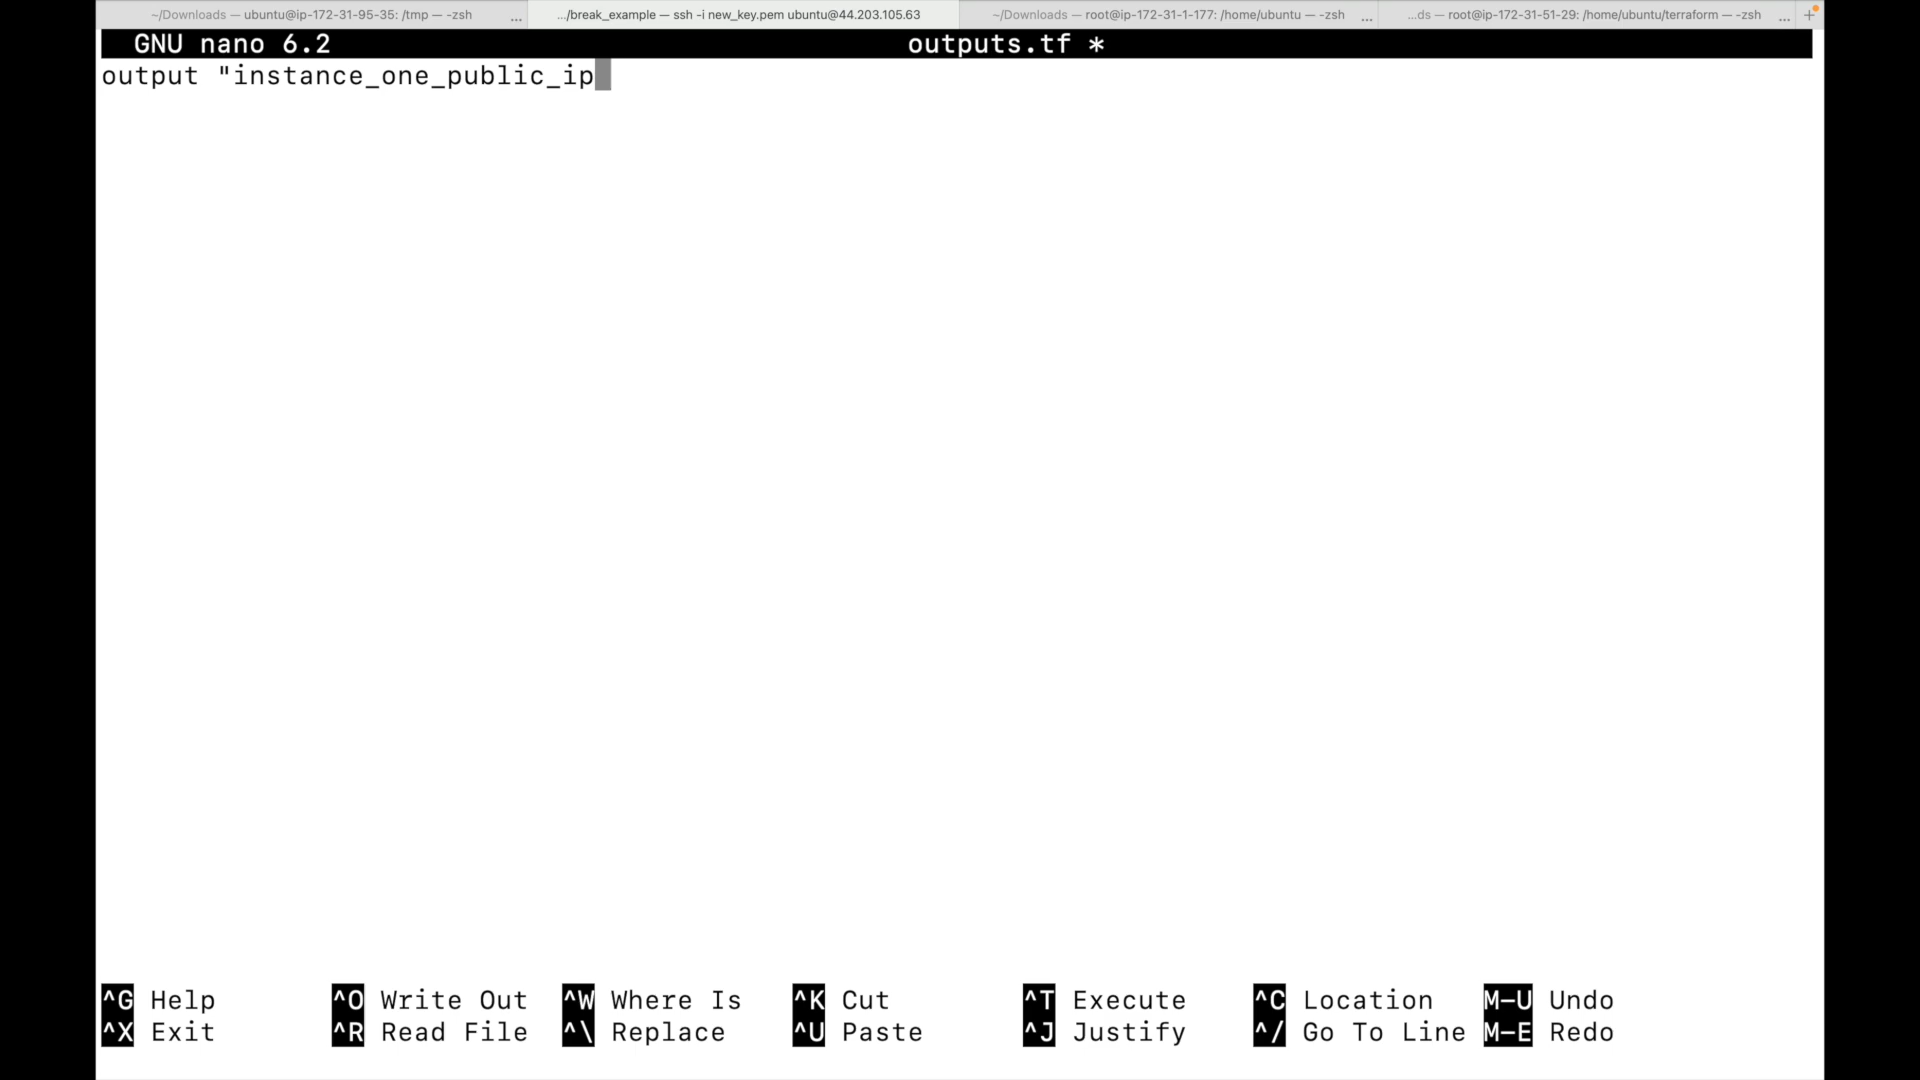 ~/Downloads — ubuntu@ip-172-31-95-35: /tmp — -zsh ... .../break_example — ssh -i new_key.pem ubuntu@44.203.105.63 ~/Downloads — root@ip-172-31-1-177: /home/ubuntu — -zsh ... ...ds — root@ip-172-31-51-29: /home/ubuntu/terraform — -zsh ... +
GNU nano 6.2 outputs.tf *
output "instance_one_public_ip
^G Help ^O Write Out ^W Where Is ^K Cut ^T Execute ^C Location M-U Undo
^X Exit ^R Read File ^\ Replace ^U Paste ^J Justify ^/ Go To Line M-E Redo